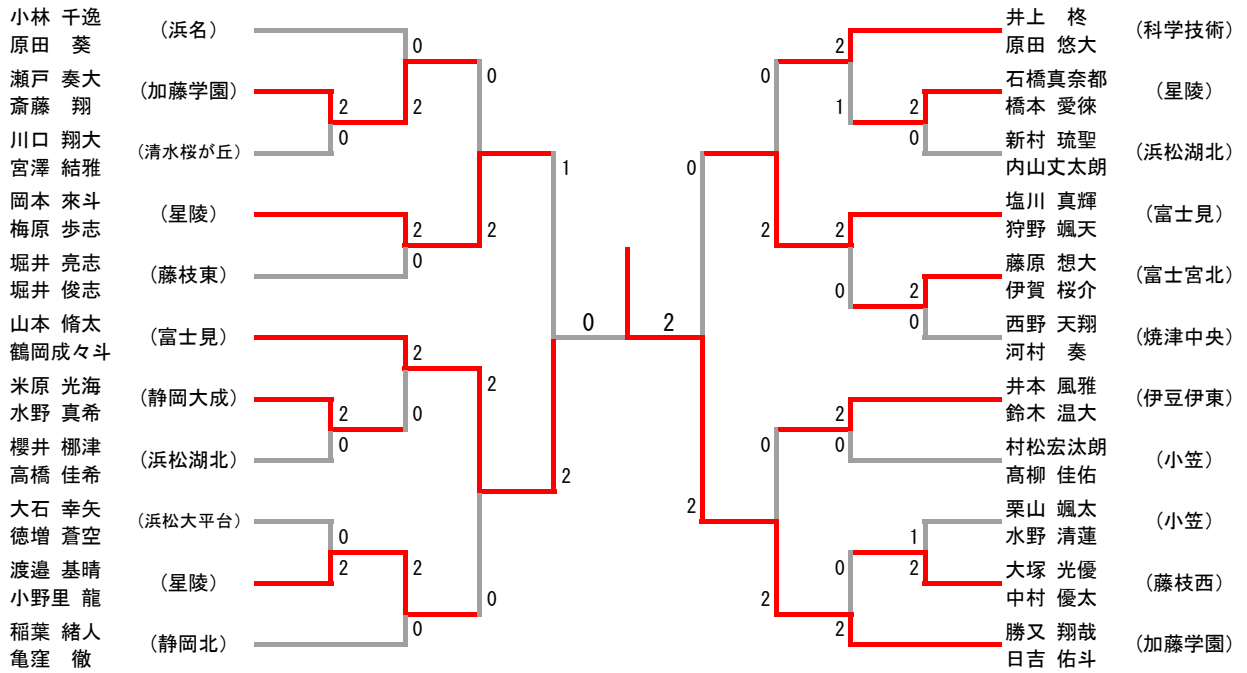 小林 千逸
原田 葵
(浜名)
瀬戸 奏大
斎藤 翔
(加藤学園)
川口 翔大
宮澤 結雅
(清水桜が丘)
岡本 來斗
梅原 歩志
(星陵)
堀井 亮志
堀井 俊志
(藤枝東)
山本 脩太
鶴岡成々斗
(富士見)
米原 光海
水野 真希
(静岡大成)
櫻井 梛津
高橋 佳希
(浜松湖北)
大石 幸矢
徳増 蒼空
(浜松大平台)
渡邉 基晴
小野里 龍
(星陵)
稲葉 緒人
亀窪 徹
(静岡北)
0
2
2
0
2
0
2
0
2
0
0
2
2
0
0
2
2
0
1
2
0
2
0
2
0
2
0
2
2
1
2
0
2
0
2
0
2
0
0
2
1
2
井上 柊
原田 悠大
(科学技術)
石橋真奈都
橋本 愛徠
(星陵)
新村 琉聖
内山丈太朗
(浜松湖北)
塩川 真輝
狩野 颯天
(富士見)
藤原 想大
伊賀 桜介
(富士宮北)
西野 天翔
河村 奏
(焼津中央)
井本 風雅
鈴木 温大
(伊豆伊東)
村松宏汰朗
髙柳 佳佑
(小笠)
栗山 颯太
水野 清蓮
(小笠)
大塚 光優
中村 優太
(藤枝西)
勝又 翔哉
日吉 佑斗
(加藤学園)